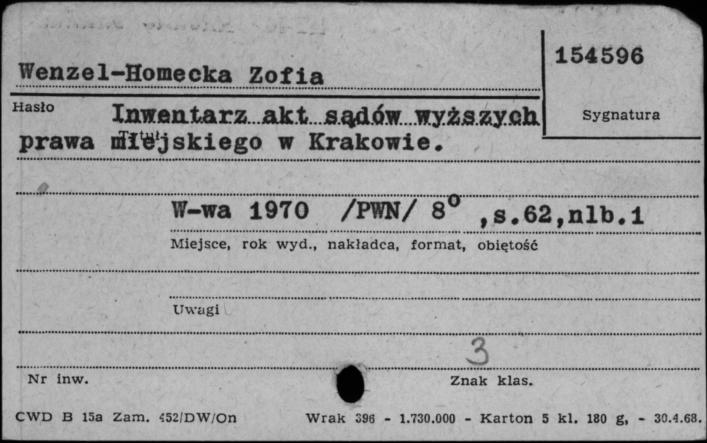 154596
Wenzel-Homecka Zofia
Hasło
Sygnatura
Inwentarz akt sądów wyższych
Tytuł
prawa miejskiego w Krakowie.
W-wa 1970 /PWN/ 8° ,s.62,nlb.1
Miejsce, rok wyd., nakładca, format, objętość
Uwagi
3
Nr inw.
Znak klas.
CWD B 15a Zam. 452/DW/On Wrak 396 - 1.730.000 - Karton 5 kl. 180 g, - 30.4.68.